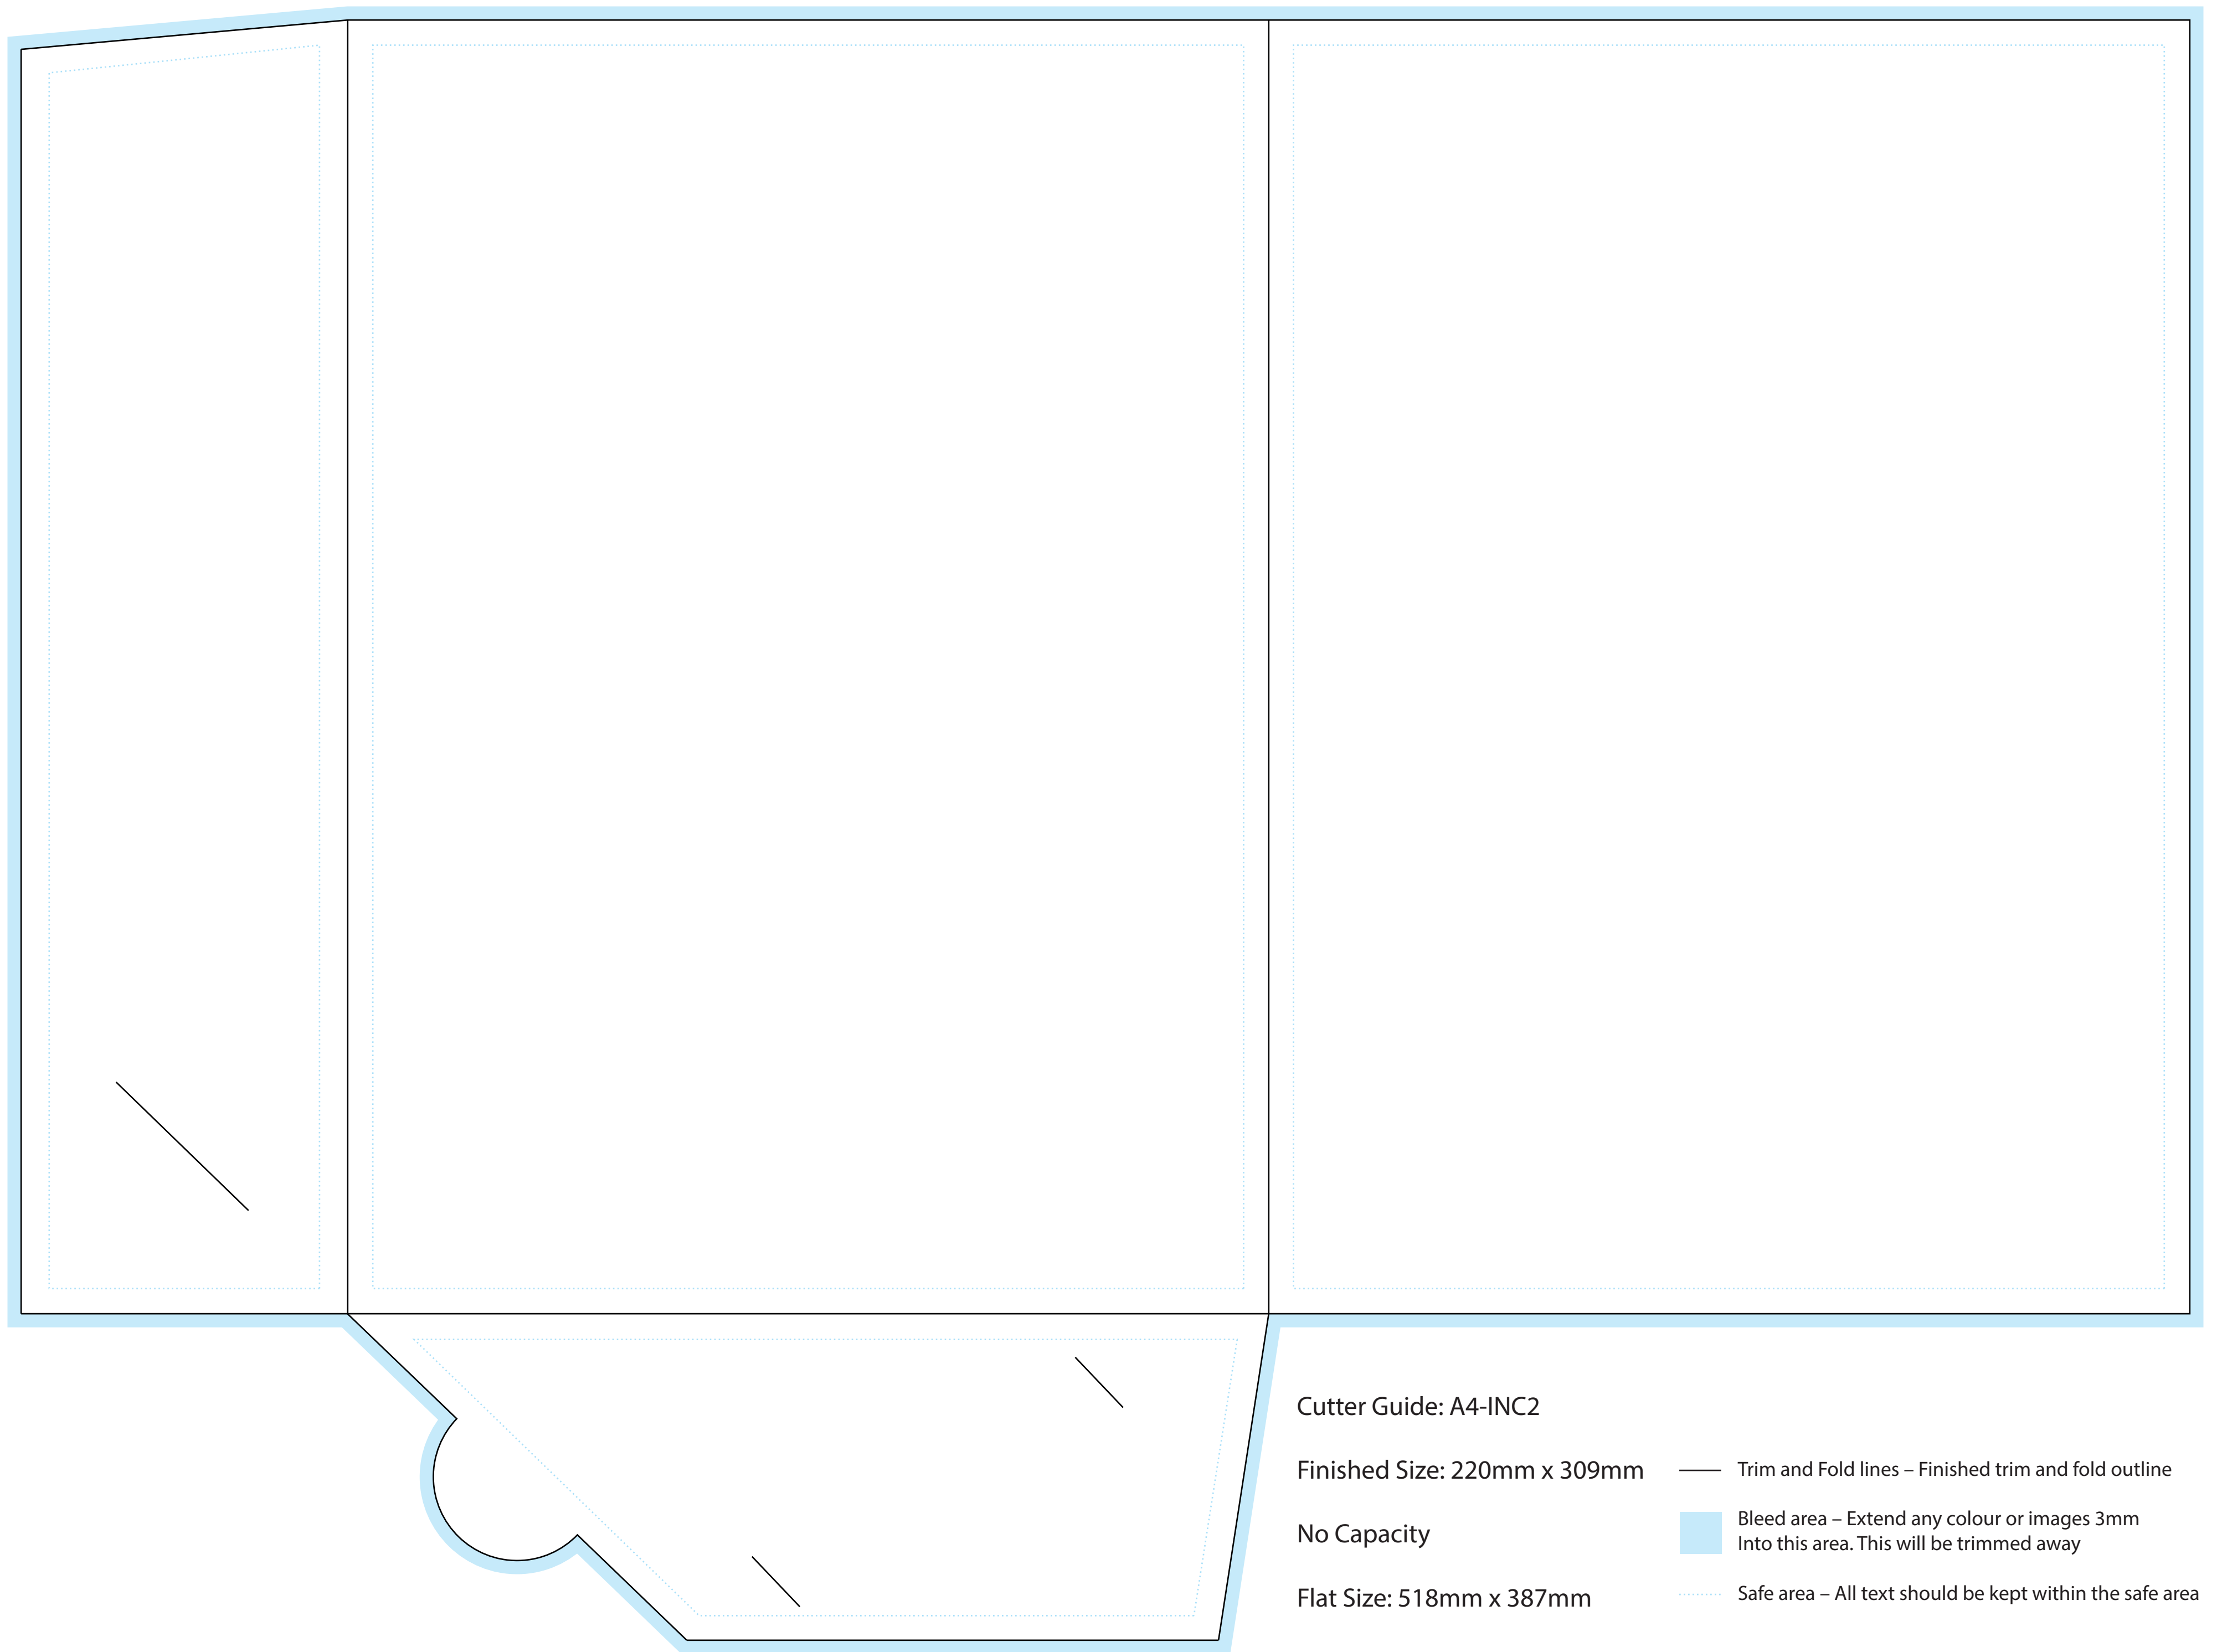 Cutter Guide: A4-INC2
Finished Size: 220mm x 309mm
No Capacity
Flat Size: 518mm x 387mm
Trim and Fold lines – Finished trim and fold outline
Bleed area – Extend any colour or images 3mm
Into this area. This will be trimmed away
Safe area – All text should be kept within the safe area